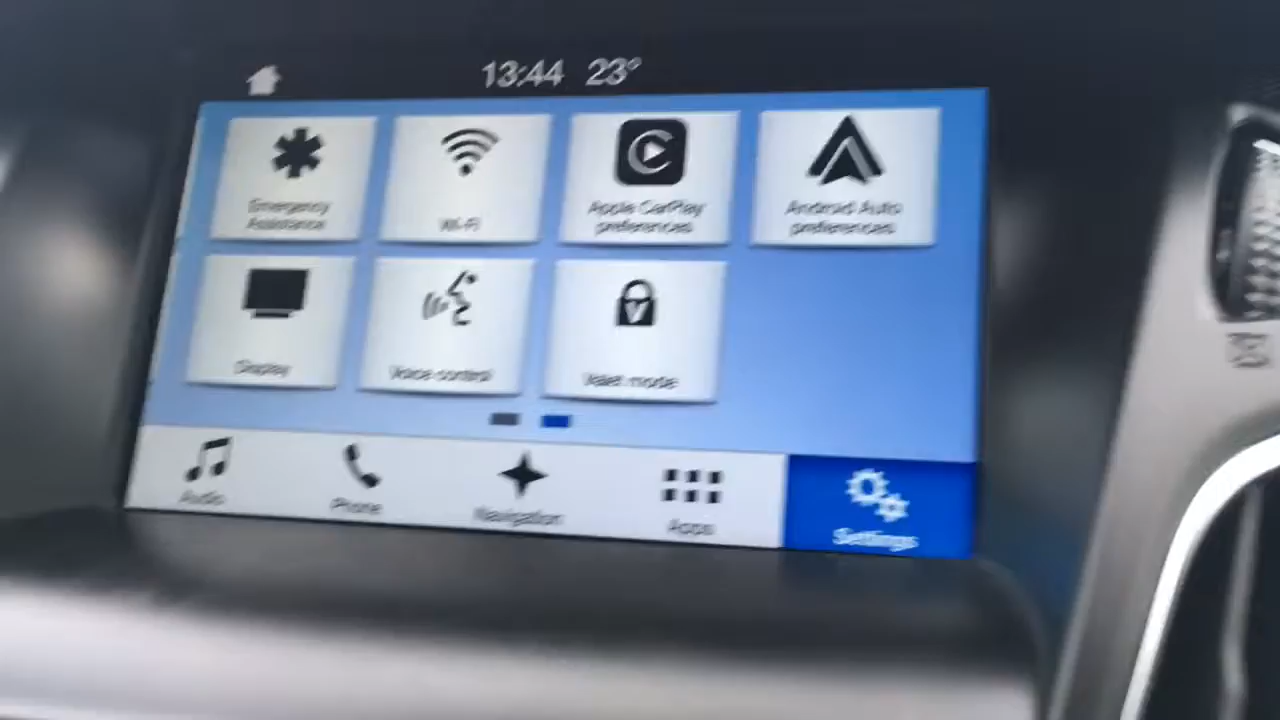 13:44 23°
Emergency
Assistance
Wi-Fi
Apple CarPlay
preferences
Android Auto
preferences
Display
Voice control
Valet mode
Audio
Phone
Navigation
Apps
Settings